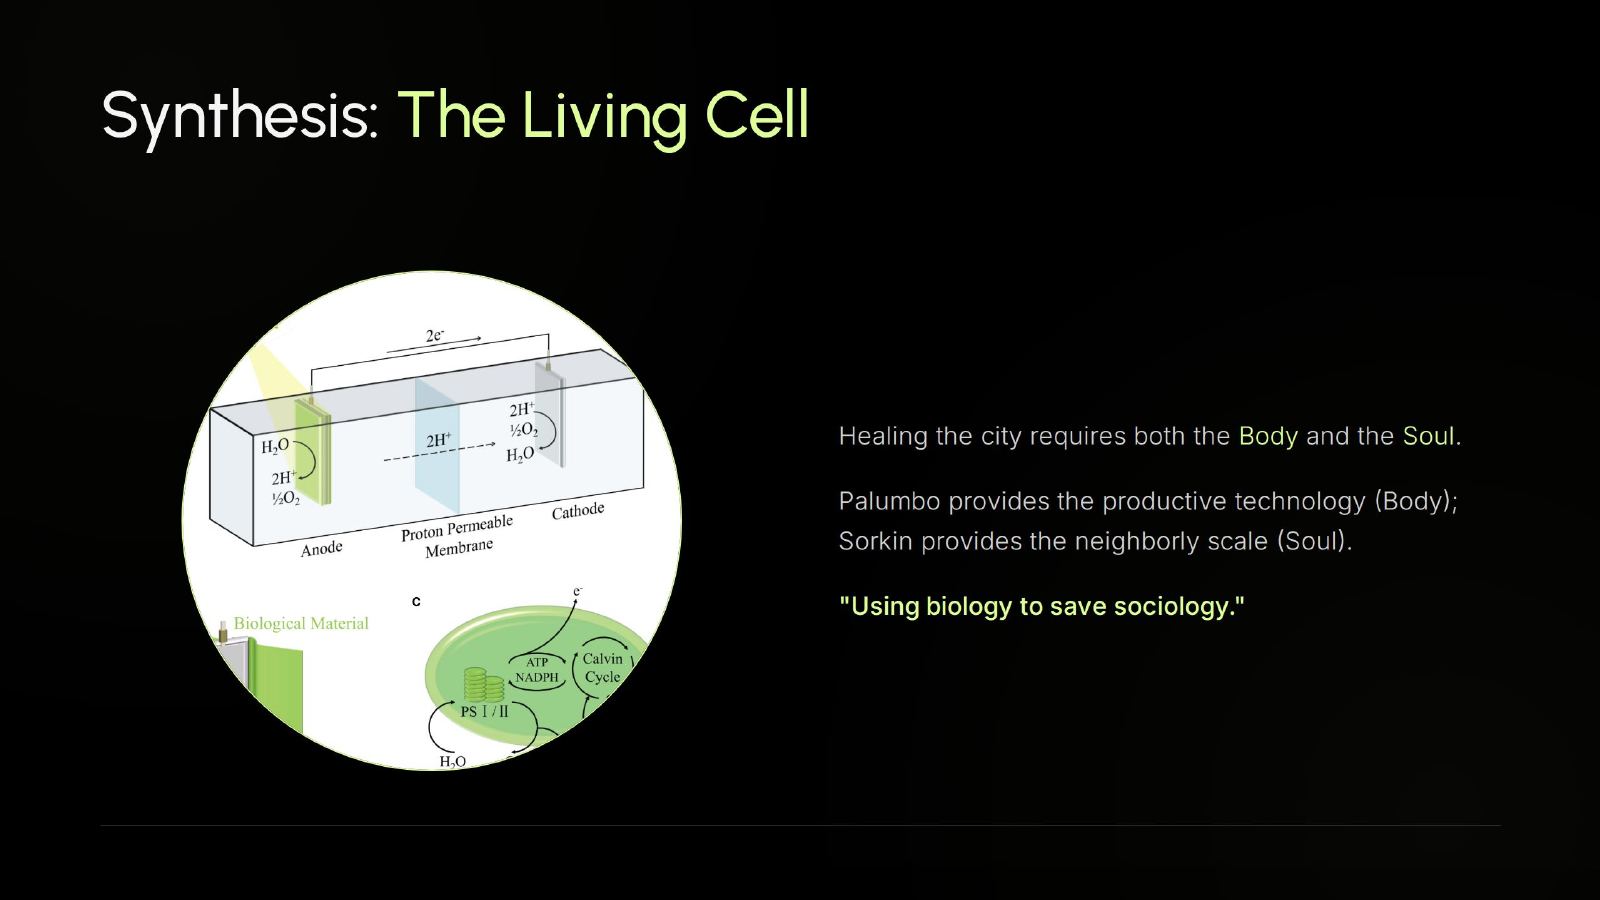 Synthesis: The Living Cell
2e⁻
H₂O
2H⁺
½O₂
2H⁺
2H⁺
½O₂
H₂O
Anode
Proton Permeable
Membrane
Cathode
Biological Material
C
e⁻
ATP
NADPH
Calvin
Cycle
PS I / II
H₂O
Healing the city requires both the Body and the Soul.
Palumbo provides the productive technology (Body);
Sorkin provides the neighborly scale (Soul).
"Using biology to save sociology."